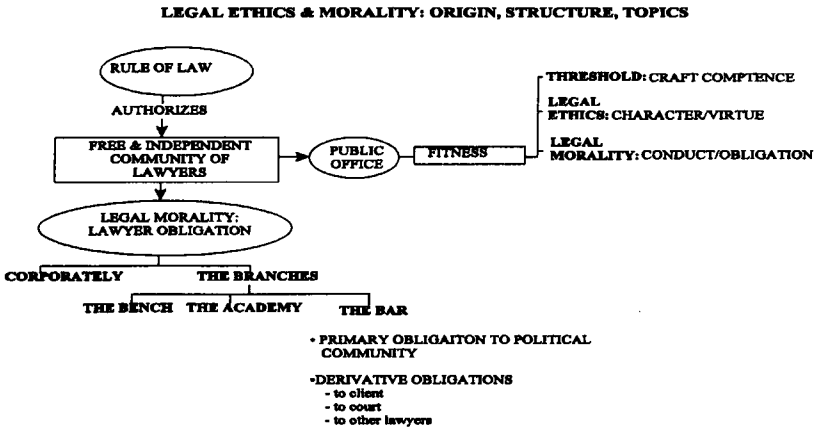 LEGAL ETHICS & MORALITY: ORIGIN, STRUCTURE, TOPICS
RULE OF LAW
AUTHORIZES
FREE & INDEPENDENT
COMMUNITY OF
LAWYERS
PUBLIC
OFFICE
FITNESS
THRESHOLD: CRAFT COMPTENCE
LEGAL
ETHICS: CHARACTER/VIRTUE
LEGAL
MORALITY: CONDUCT/OBLIGATION
LEGAL MORALITY:
LAWYER OBLIGATION
CORPORATELY
THE BRANCHES
THE BENCH
THE ACADEMY
THE BAR
• PRIMARY OBLIGAITON TO POLITICAL
COMMUNITY
•DERIVATIVE OBLIGATIONS
- to client
- to court
- to other lawyers